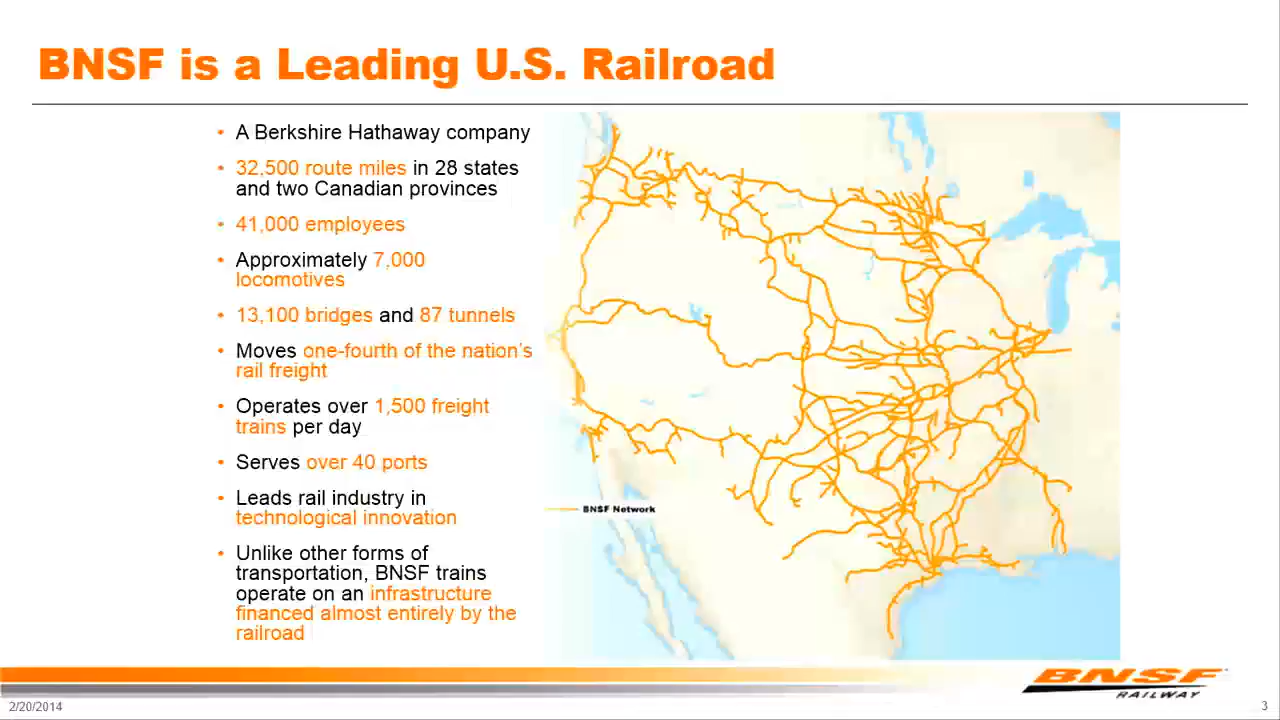 BNSF is a Leading U.S. Railroad
• A Berkshire Hathaway company
• 32,500 route miles in 28 states
and two Canadian provinces
• 41,000 employees
• Approximately 7,000
locomotives
• 13,100 bridges and 87 tunnels
• Moves one-fourth of the nation's
rail freight
• Operates over 1,500 freight
trains per day
• Serves over 40 ports
• Leads rail industry in
technological innovation
• Unlike other forms of
transportation, BNSF trains
operate on an infrastructure
financed almost entirely by the
railroad
BNSF Network
BNSF
RAILWAY
2/20/2014
3